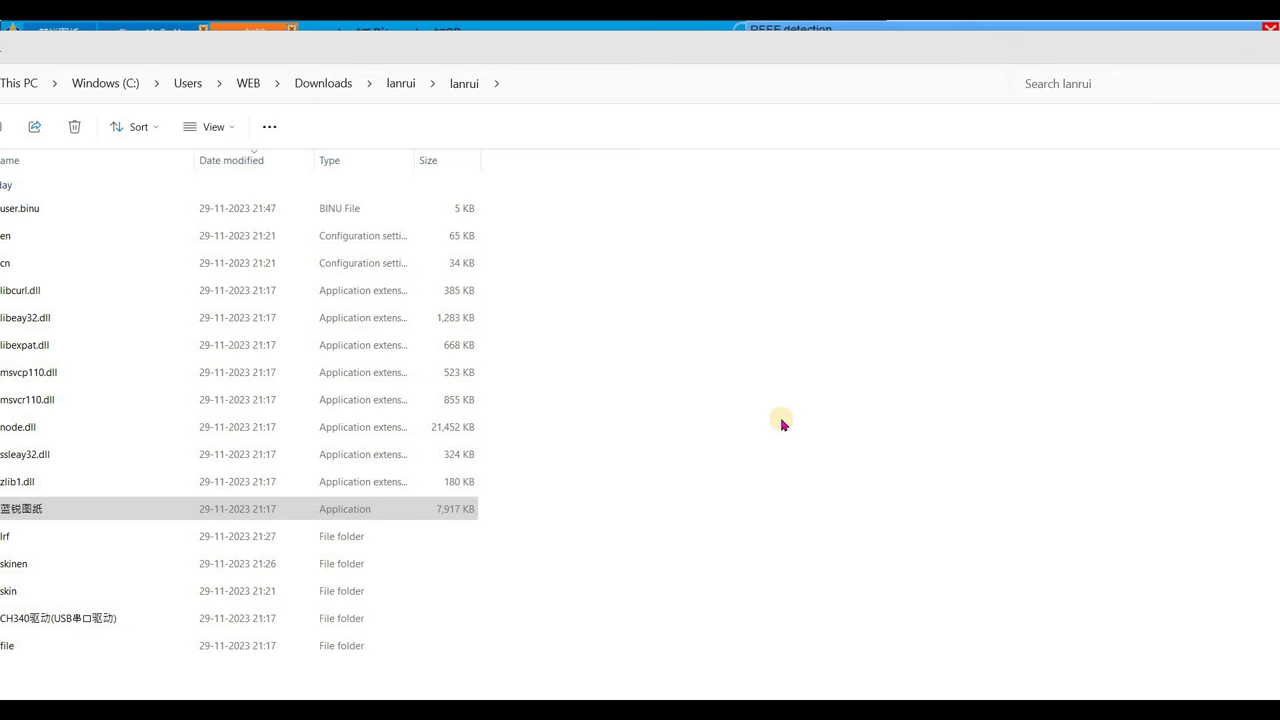 REFE detection
This PC > Windows (C:) > Users > WEB > Downloads > lanrui > lanrui >
Search lanrui
Sort
View
ame Date modified Type Size
day
user.binu 29-11-2023 21:47 BINU File 5 KB
en 29-11-2023 21:21 Configuration setti... 65 KB
cn 29-11-2023 21:21 Configuration setti... 34 KB
libcurl.dll 29-11-2023 21:17 Application extens... 385 KB
libeay32.dll 29-11-2023 21:17 Application extens... 1,283 KB
libexpat.dll 29-11-2023 21:17 Application extens... 668 KB
msvcp110.dll 29-11-2023 21:17 Application extens... 523 KB
msvcr110.dll 29-11-2023 21:17 Application extens... 855 KB
node.dll 29-11-2023 21:17 Application extens... 21,452 KB
ssleay32.dll 29-11-2023 21:17 Application extens... 324 KB
zlib1.dll 29-11-2023 21:17 Application extens... 180 KB
蓝锐图纸 29-11-2023 21:17 Application 7,917 KB
lrf 29-11-2023 21:27 File folder
skinen 29-11-2023 21:26 File folder
skin 29-11-2023 21:21 File folder
CH340驱动(USB串口驱动) 29-11-2023 21:17 File folder
file 29-11-2023 21:17 File folder